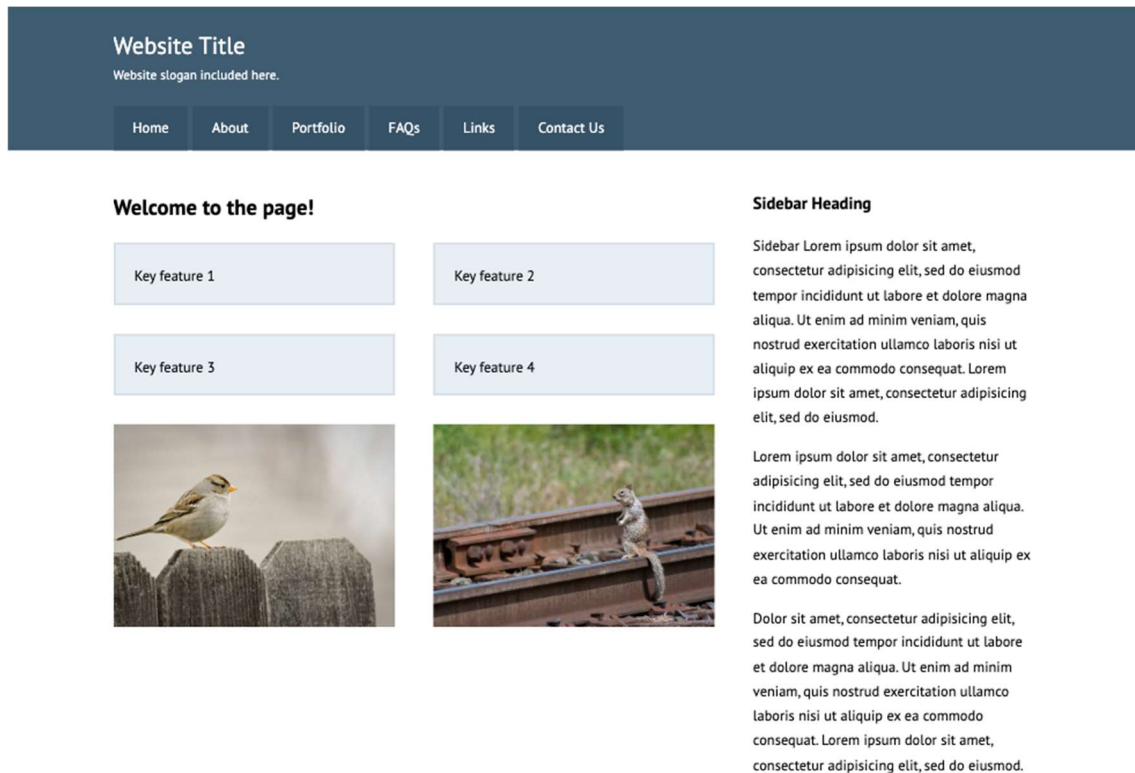 Website Title
Website slogan included here.
Home About Portfolio FAQs Links Contact Us
Welcome to the page!
Key feature 1 Key feature 2
Key feature 3 Key feature 4
Sidebar Heading
Sidebar Lorem ipsum dolor sit amet,
consectetur adipisicing elit, sed do eiusmod
tempor incididunt ut labore et dolore magna
aliqua. Ut enim ad minim veniam, quis
nostrud exercitation ullamco laboris nisi ut
aliquip ex ea commodo consequat. Lorem
ipsum dolor sit amet, consectetur adipisicing
elit, sed do eiusmod.
Lorem ipsum dolor sit amet, consectetur
adipisicing elit, sed do eiusmod tempor
incididunt ut labore et dolore magna aliqua.
Ut enim ad minim veniam, quis nostrud
exercitation ullamco laboris nisi ut aliquip ex
ea commodo consequat.
Dolor sit amet, consectetur adipisicing elit,
sed do eiusmod tempor incididunt ut labore
et dolore magna aliqua. Ut enim ad minim
veniam, quis nostrud exercitation ullamco
laboris nisi ut aliquip ex ea commodo
consequat. Lorem ipsum dolor sit amet,
consectetur adipisicing elit, sed do eiusmod.